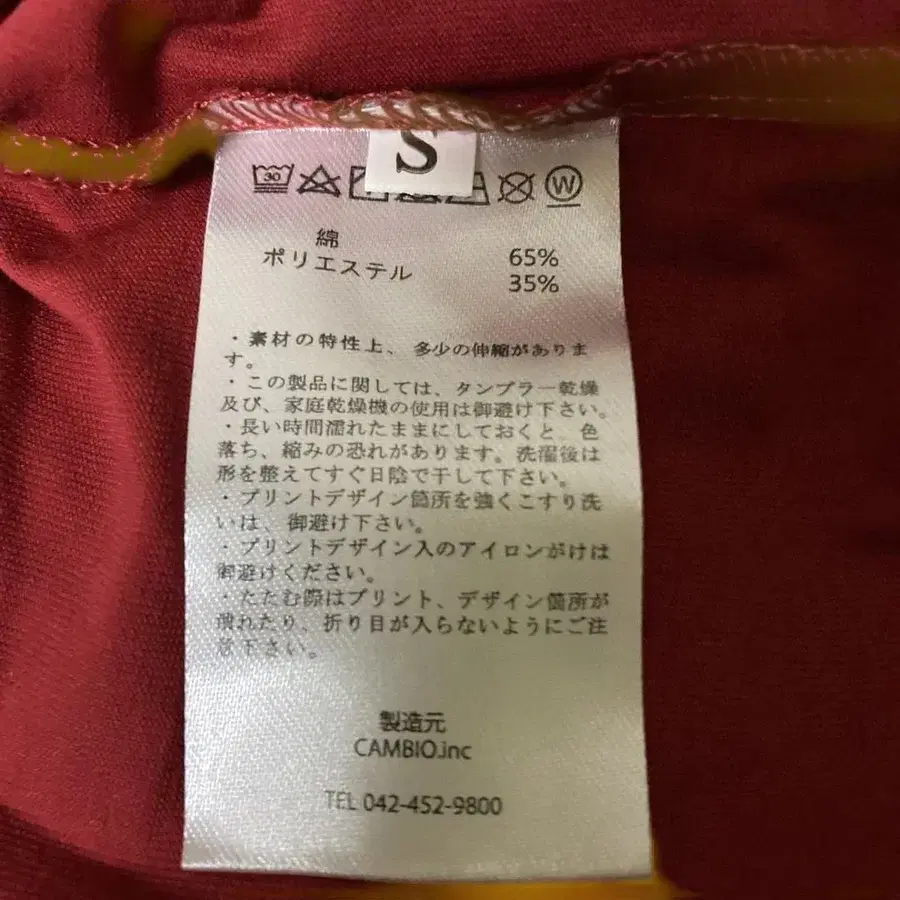 S
30
W
綿 65%
ポリエステル 35%
・素材の特性上、多少の伸縮がありま
す。
・この製品に関しては、タンブラー乾燥
及び、家庭乾燥機の使用は御避け下さい。
・長い時間濡れたままにしておくと、色
落ち、縮みの恐れがあります。洗濯後は
形を整えてすぐ日陰で干して下さい。
・プリントデザイン箇所を強くこすり洗
いは、御避け下さい。
・プリントデザイン入のアイロンがけは
御避けください。
・たたむ際はプリント、デザイン箇所が
潰れたり、折り目が入らないようにご注
意下さい。
製造元
CAMBIO.inc
TEL 042-452-9800